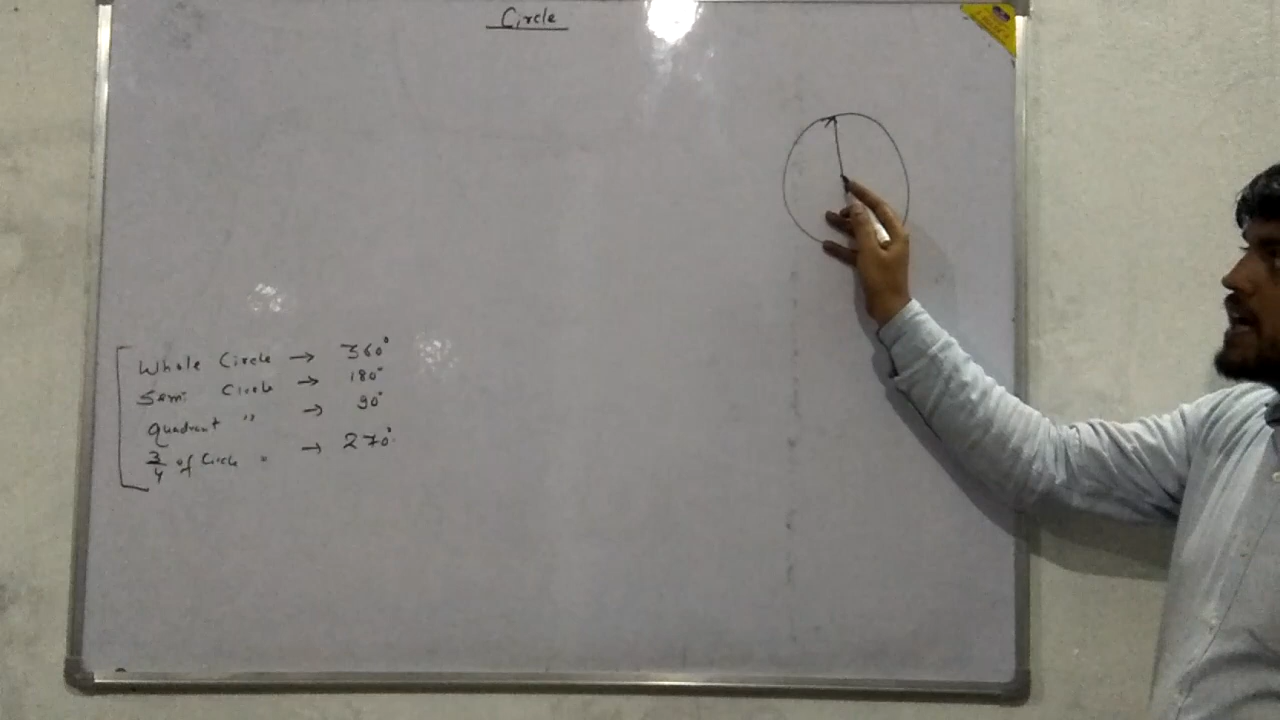 Circle
Whole Circle → 360°
Semi Circle → 180°
quadrant " → 90°
3/4 of Circle " → 270°